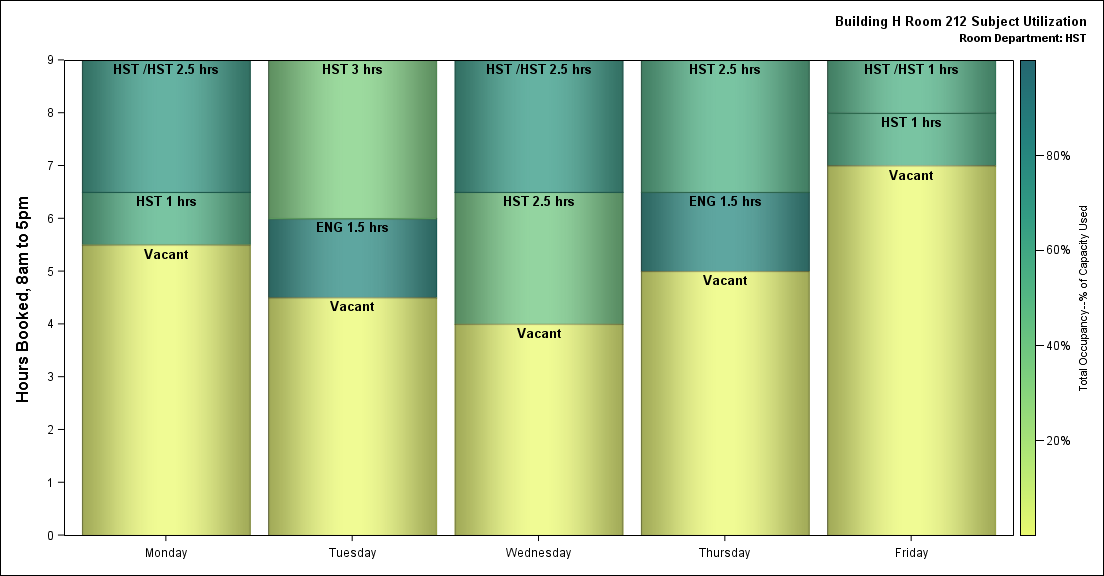 Building H Room 212 Subject Utilization
Room Department: HST
Hours Booked, 8am to 5pm
9
8
7
6
5
4
3
2
1
0
HST /HST 2.5 hrs
HST 1 hrs
Vacant
HST 3 hrs
ENG 1.5 hrs
Vacant
HST /HST 2.5 hrs
HST 2.5 hrs
Vacant
HST 2.5 hrs
ENG 1.5 hrs
Vacant
HST /HST 1 hrs
HST 1 hrs
Vacant
Monday
Tuesday
Wednesday
Thursday
Friday
80%
60%
40%
20%
Total Occupancy--% of Capacity Used